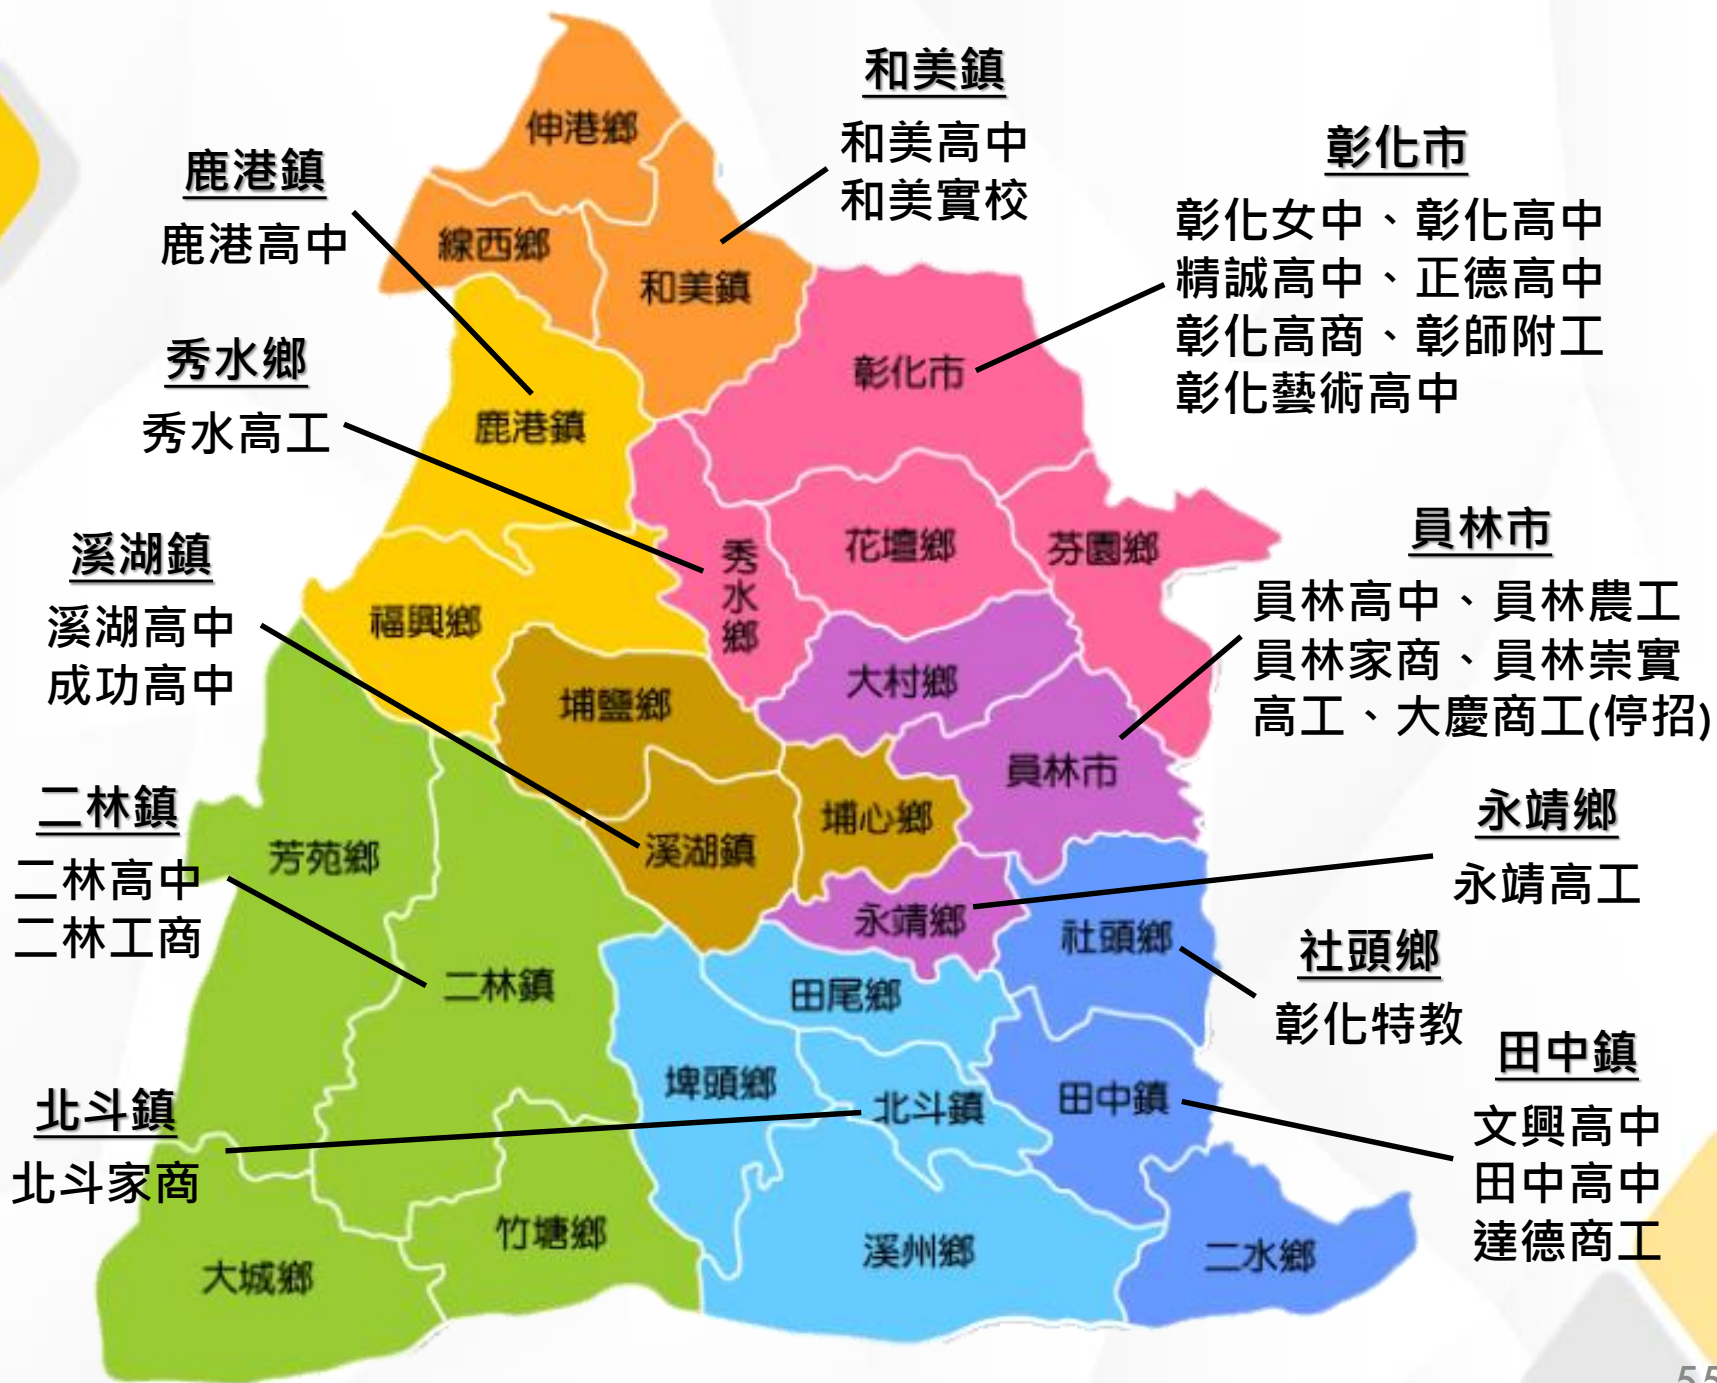 和美鎮
和美高中
和美實校
彰化市
彰化女中、彰化高中
精誠高中、正德高中
彰化高商、彰師附工
彰化藝術高中
鹿港鎮
鹿港高中
秀水鄉
秀水高工
溪湖鎮
溪湖高中
成功高中
二林鎮
二林高中
二林工商
北斗鎮
北斗家商
員林市
員林高中、員林農工
員林家商、員林崇實
高工、大慶商工(停招)
永靖鄉
永靖高工
社頭鄉
彰化特教
田中鎮
文興高中
田中高中
達德商工
伸港鄉
線西鄉
和美鎮
彰化市
鹿港鎮
秀水鄉
花壇鄉
芬園鄉
福興鄉
大村鄉
埔鹽鄉
員林市
埔心鄉
溪湖鎮
芳苑鄉
永靖鄉
社頭鄉
二林鎮
田尾鄉
埤頭鄉
北斗鎮
田中鎮
竹塘鄉
溪州鄉
二水鄉
大城鄉
55